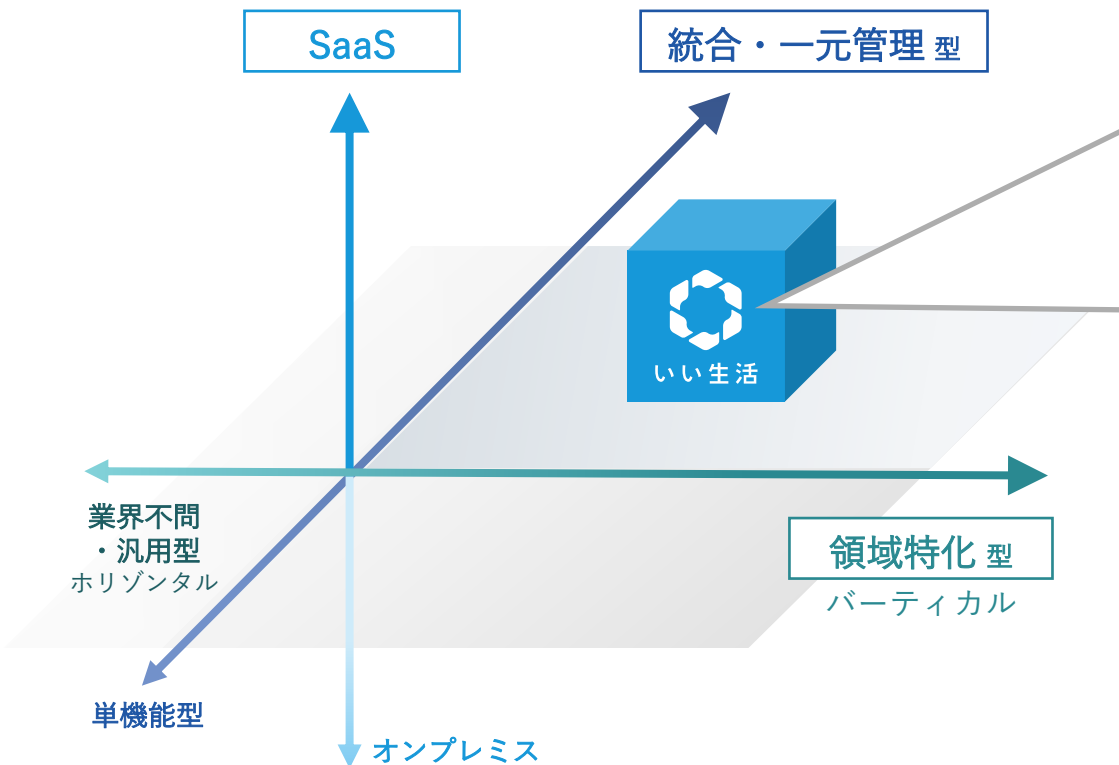 SaaS
統合・一元管理 型
いい生活
業界不問
・汎用型
ホリゾンタル
領域特化 型
バーティカル
単機能型
オンプレミス